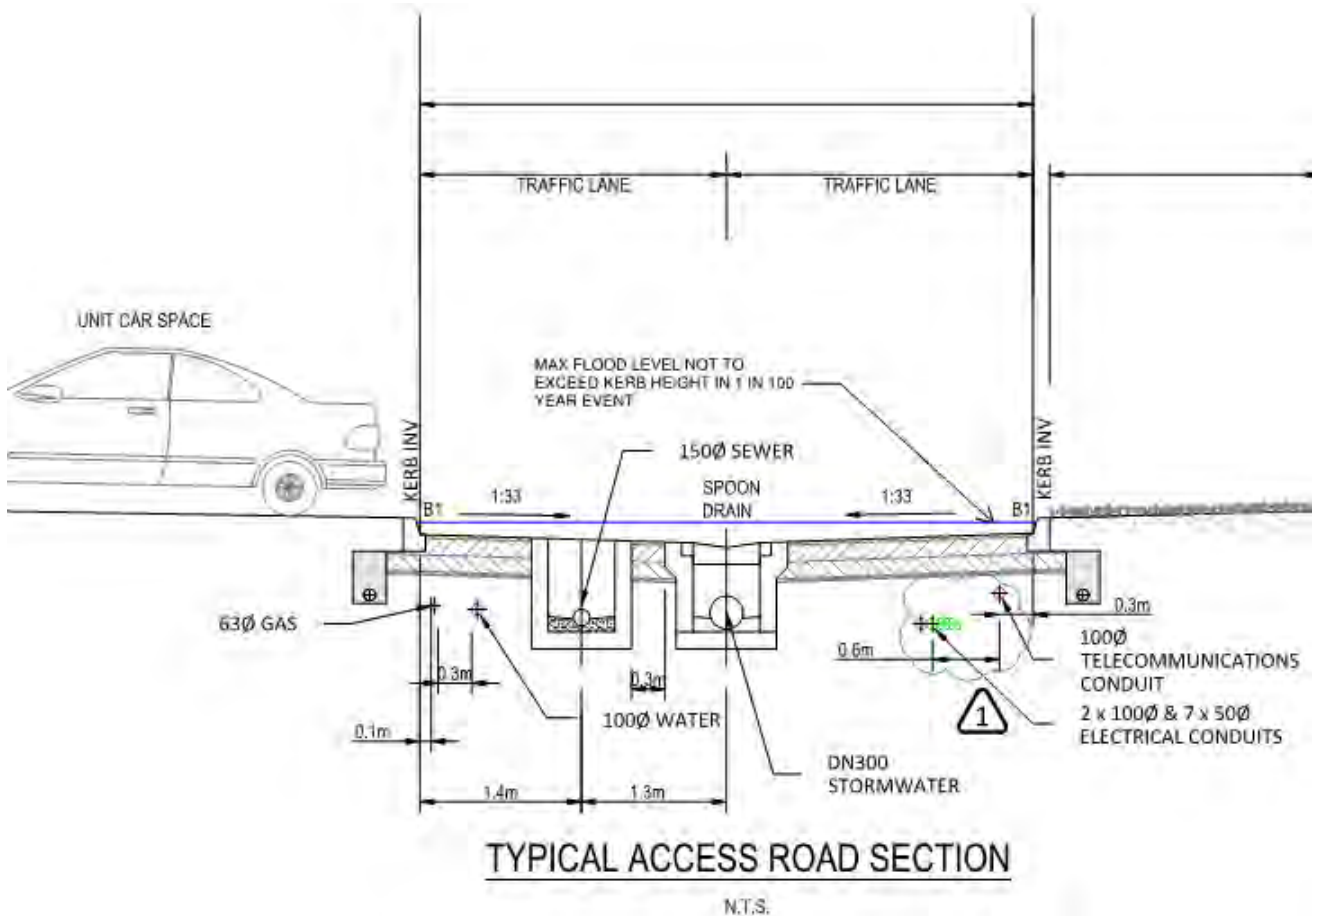 TRAFFIC LANE
TRAFFIC LANE
UNIT CAR SPACE
MAX FLOOD LEVEL NOT TO
EXCEED KERB HEIGHT IN 1 IN 100
YEAR EVENT
KERB INV
KERB INV
150Ø SEWER
B1
1:33
SPOON
DRAIN
1:33
B1
63Ø GAS
0.3m
0.3m
0.6m
0.3m
100Ø
TELECOMMUNICATIONS
CONDUIT
100Ø WATER
1
2 x 100Ø & 7 x 50Ø
ELECTRICAL CONDUITS
0.1m
DN300
STORMWATER
1.4m
1.3m
TYPICAL ACCESS ROAD SECTION
N.T.S.